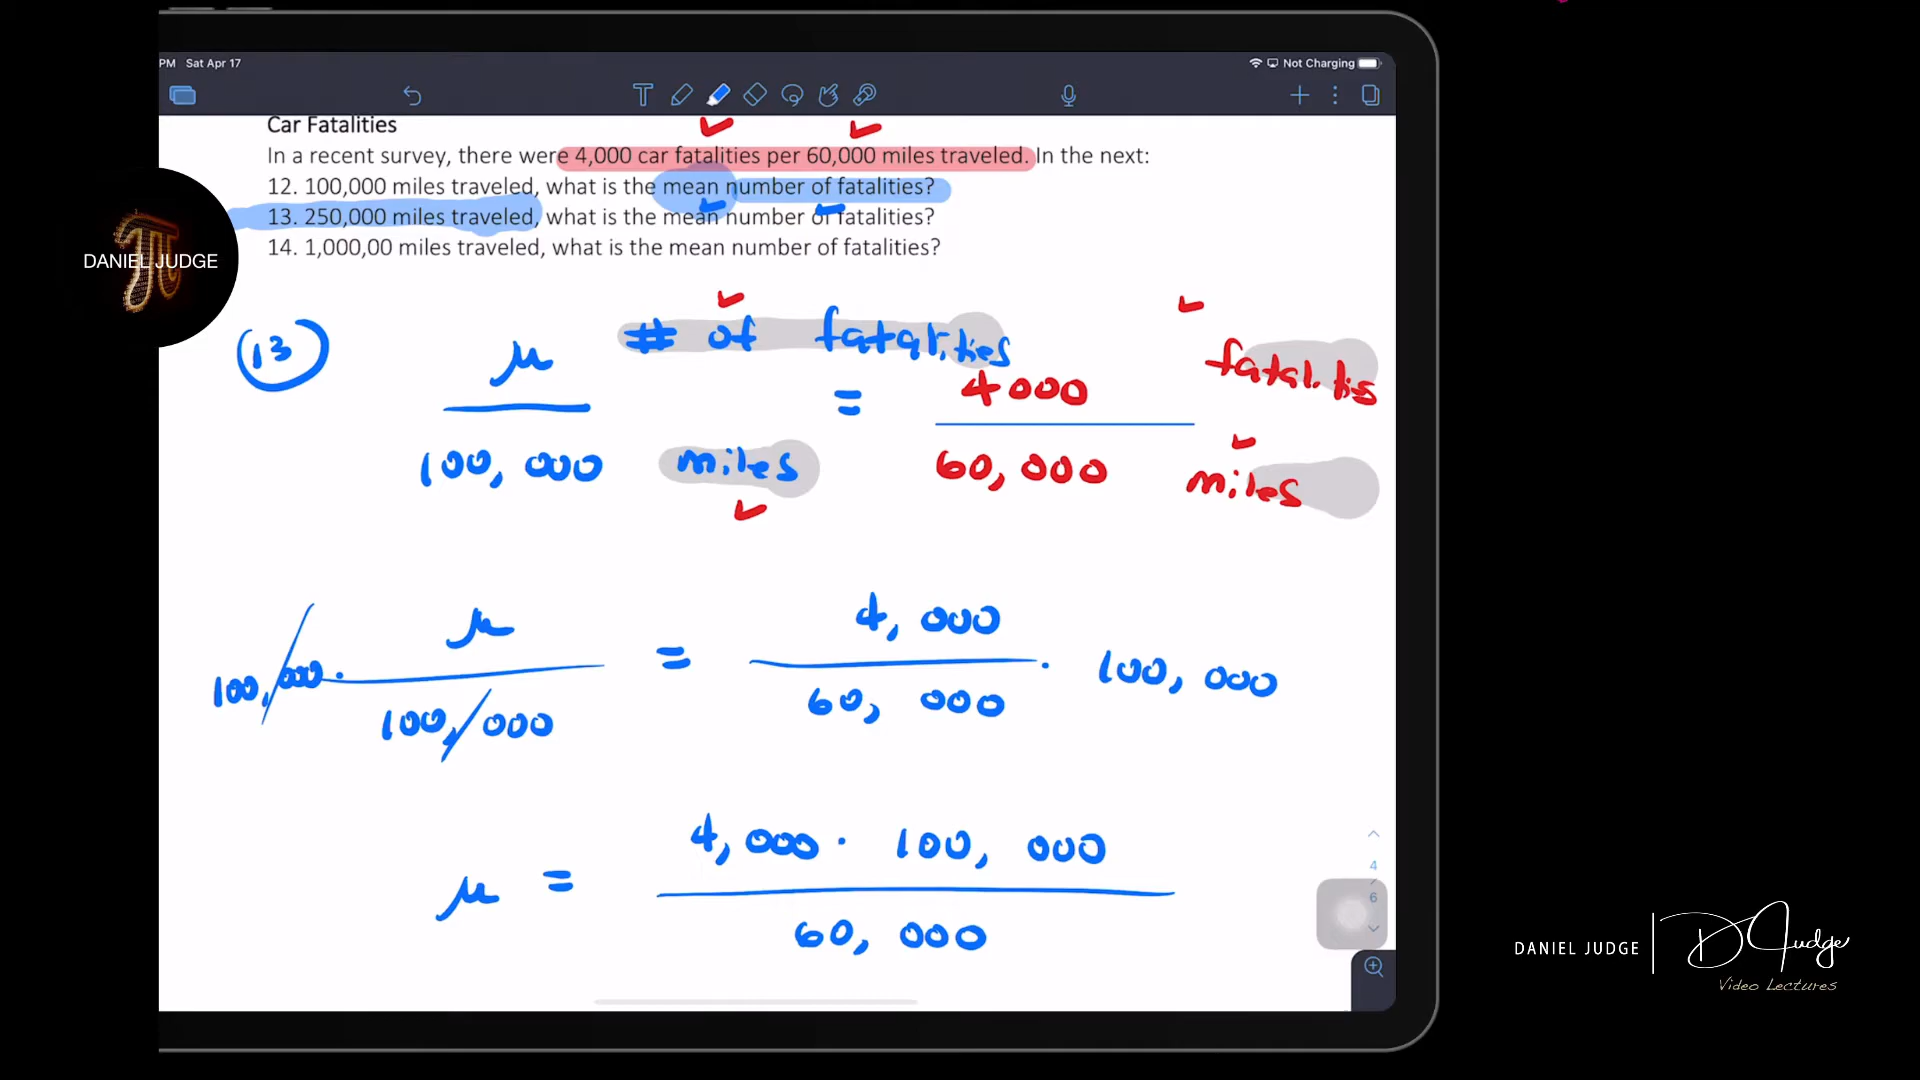 PM Sat Apr 17
Not Charging
Car Fatalities
In a recent survey, there were 4,000 car fatalities per 60,000 miles traveled. In the next:
12. 100,000 miles traveled, what is the mean number of fatalities?
13. 250,000 miles traveled, what is the mean number of fatalities?
14. 1,000,00 miles traveled, what is the mean number of fatalities?
DANIEL JUDGE
(13) μ # of fatalities = 4000 fatalities
100,000 miles 60,000 miles
100,000 · μ = 4,000 · 100,000
100,000 60,000
μ = 4,000 · 100,000
60,000
4
6
DANIEL JUDGE DJudge
Video Lectures